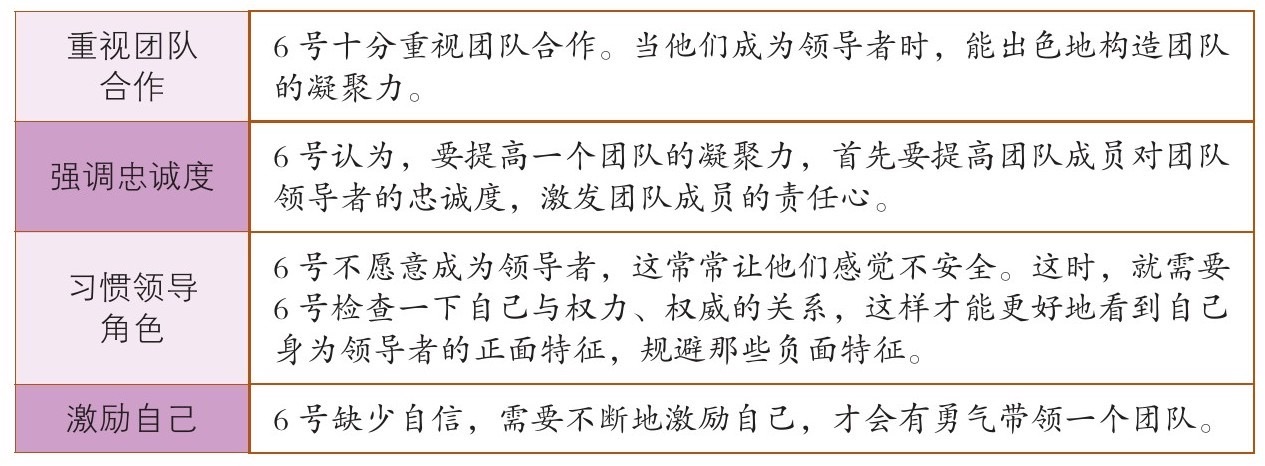 重视团队
合作
6 号十分重视团队合作。当他们成为领导者时，能出色地构造团队
的凝聚力。
强调忠诚度
6 号认为，要提高一个团队的凝聚力，首先要提高团队成员对团队
领导者的忠诚度，激发团队成员的责任心。
习惯领导
角色
6 号不愿意成为领导者，这常常让他们感觉不安全。这时，就需要
6 号检查一下自己与权力、权威的关系，这样才能更好地看到自己
身为领导者的正面特征，规避那些负面特征。
激励自己
6 号缺少自信，需要不断地激励自己，才会有勇气带领一个团队。